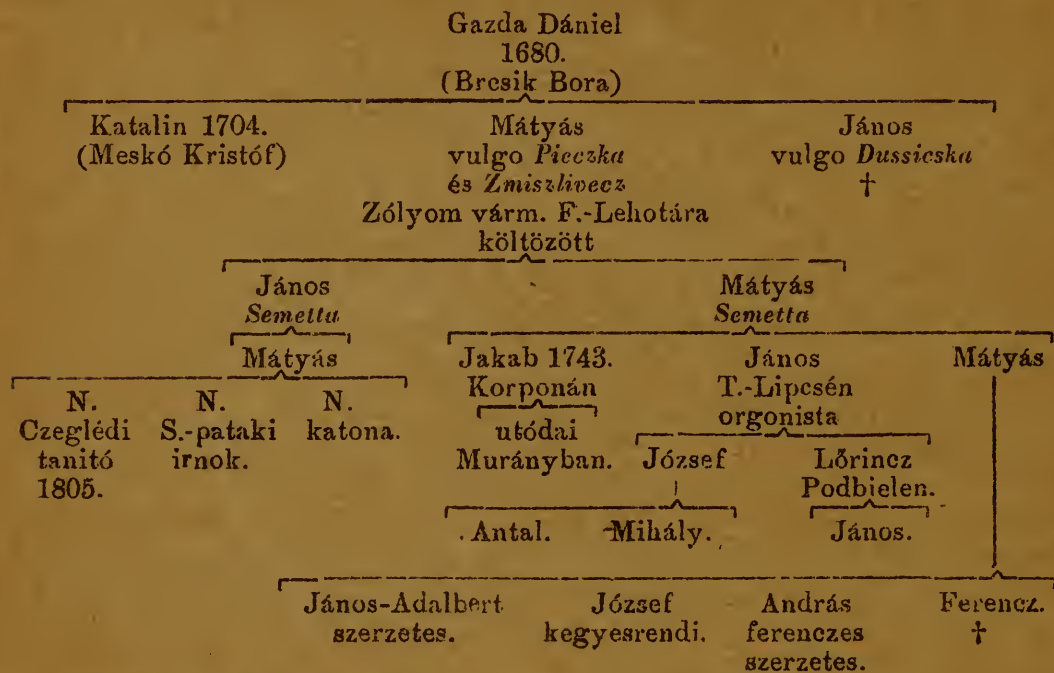 Gazda Dániel
1680.
(Bresik Bora)
Katalin 1704. Mátyás János
(Meskó Kristóf) vulgo Pieczka vulgo Dussicska
és Zmiszlivecz †
Zólyom várm. F.-Lehotára
költözött
János Mátyás
Semetta Semetta
Mátyás Jakab 1743. János Mátyás
Korponán T.-Lipcsén
N. N. N. orgonista
Czeglédi S.-pataki katona. utódai
tanitó irnok. Murányban. József Lőrincz
1805. Podbielen.
Antal. Mihály. János.
János-Adalbert József András Ferencz.
szerzetes. kegyesrendi. ferenczes †
szerzetes.